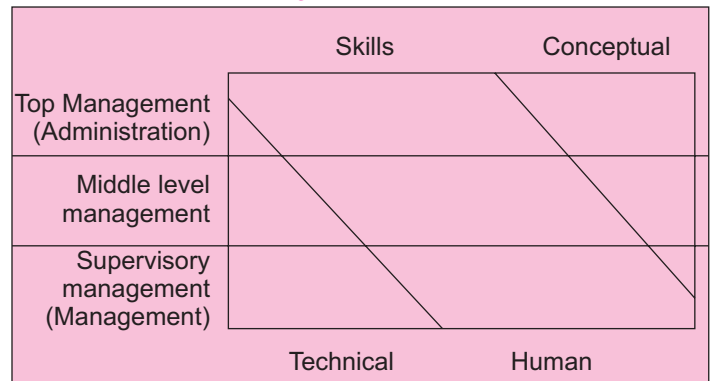 Skills Conceptual
Top Management
(Administration)
Middle level
management
Supervisory
management
(Management)
Technical Human